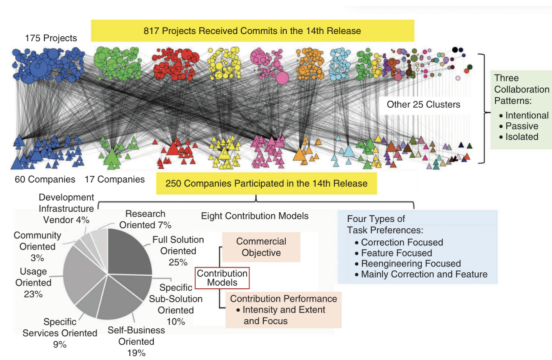 817 Projects Received Commits in the 14th Release
175 Projects
Other 25 Clusters
Three
Collaboration
Patterns:
• Intentional
• Passive
• Isolated
60 Companies
17 Companies
250 Companies Participated in the 14th Release
Eight Contribution Models
Development
Infrastructure
Vendor 4%
Research
Oriented 7%
Community
Oriented
3%
Full Solution
Oriented
25%
Usage
Oriented
23%
Specific
Sub-Solution
Oriented
10%
Specific
Services Oriented
9%
Self-Business
Oriented
19%
Commercial
Objective
Contribution
Models
Contribution Performance
• Intensity and Extent
and Focus
Four Types of
Task Preferences:
• Correction Focused
• Feature Focused
• Reengineering Focused
• Mainly Correction and Feature